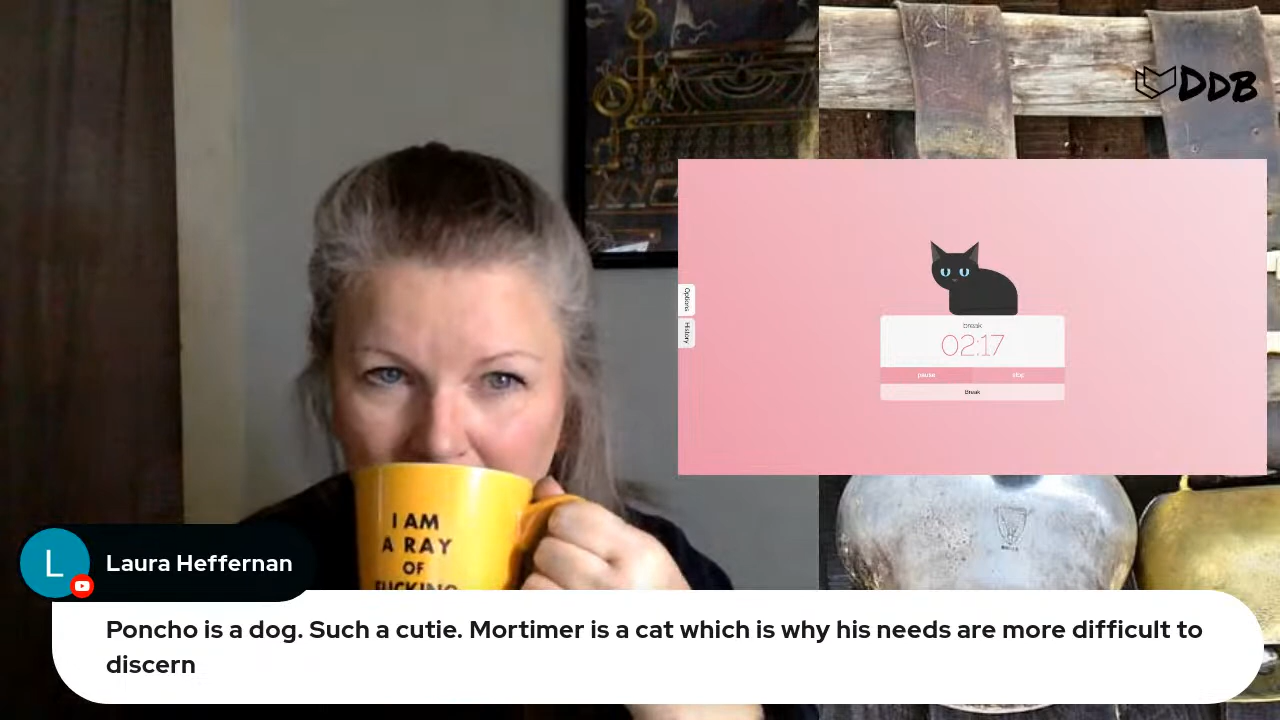 DDB
Options
History
break
02:17
pause
stop
Break
I AM
A RAY
OF
FUCKING
L
Laura Heffernan
Poncho is a dog. Such a cutie. Mortimer is a cat which is why his needs are more difficult to
discern